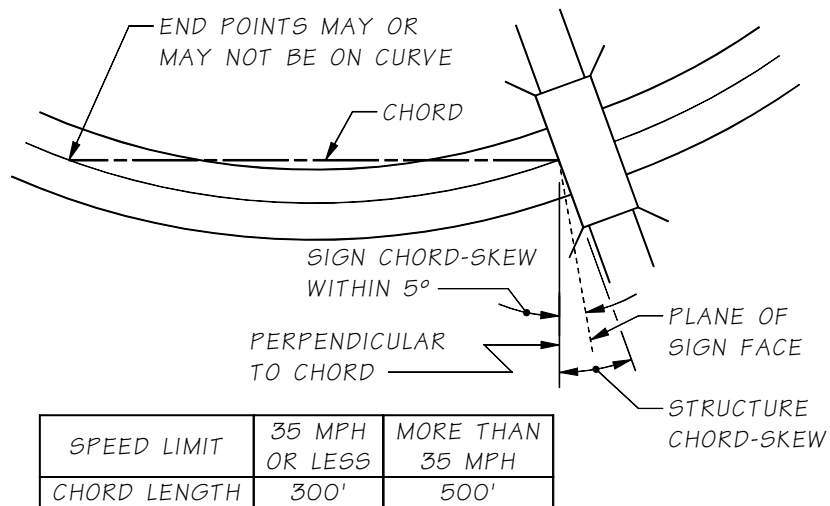 END POINTS MAY OR
MAY NOT BE ON CURVE
CHORD
SIGN CHORD-SKEW
WITHIN 5°
PERPENDICULAR
TO CHORD
PLANE OF
SIGN FACE
STRUCTURE
CHORD-SKEW
SPEED LIMIT
35 MPH
OR LESS
MORE THAN
35 MPH
CHORD LENGTH
300'
500'